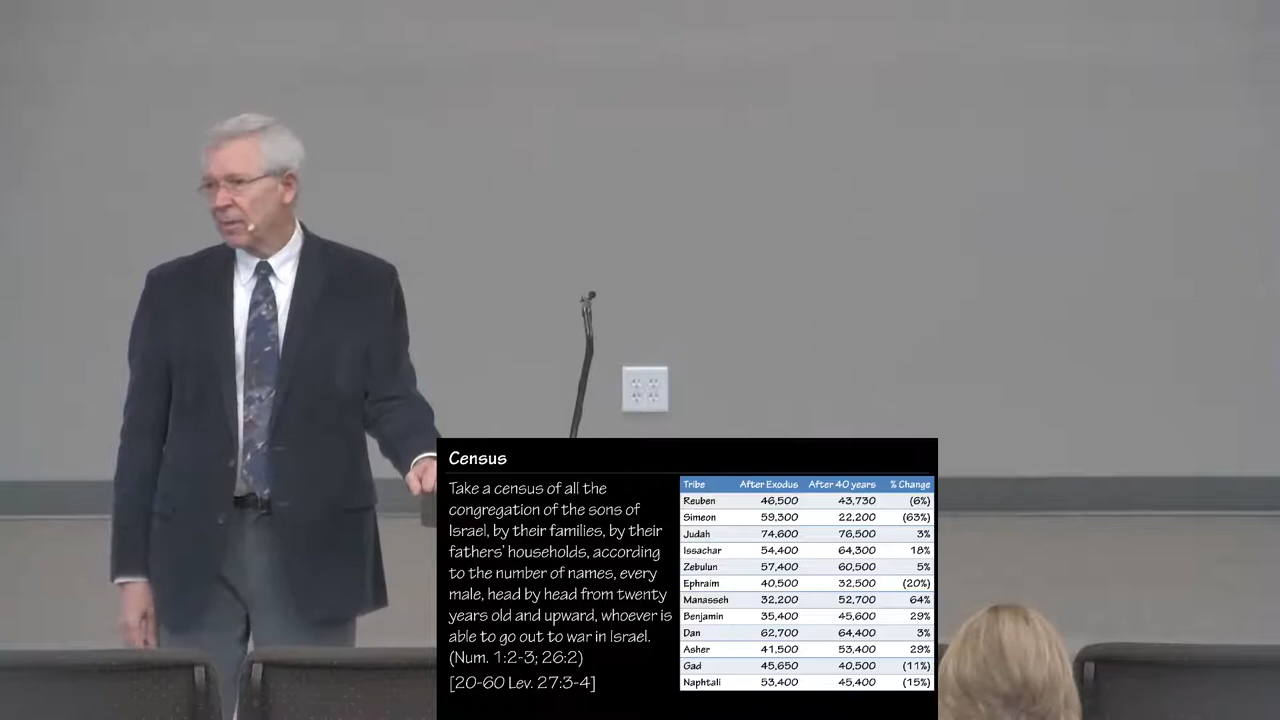 Census
Take a census of all the
congregation of the sons of
Israel, by their families, by their
fathers' households, according
to the number of names, every
male, head by head from twenty
years old and upward, whoever is
able to go out to war in Israel.
(Num. 1:2-3; 26:2)
[20-60 Lev. 27:3-4]
Tribe After Exodus After 40 years % Change
Reuben 46,500 43,730 (6%)
Simeon 59,300 22,200 (63%)
Judah 74,600 76,500 3%
Issachar 54,400 64,300 18%
Zebulun 57,400 60,500 5%
Ephraim 40,500 32,500 (20%)
Manasseh 32,200 52,700 64%
Benjamin 35,400 45,600 29%
Dan 62,700 64,400 3%
Asher 41,500 53,400 29%
Gad 45,650 40,500 (11%)
Naphtali 53,400 45,400 (15%)